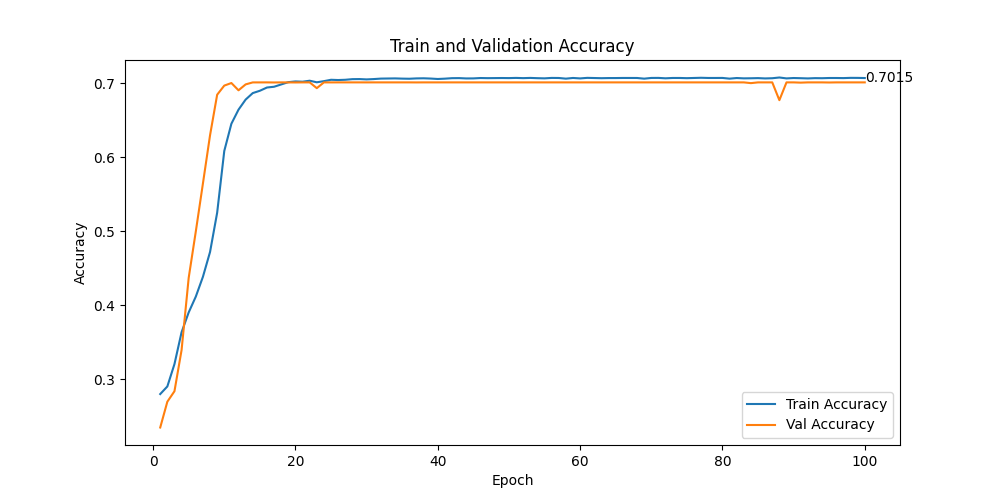 Train and Validation Accuracy
Accuracy
0.7
0.6
0.5
0.4
0.3
0.7015
Train Accuracy
Val Accuracy
0 20 40 60 80 100
Epoch